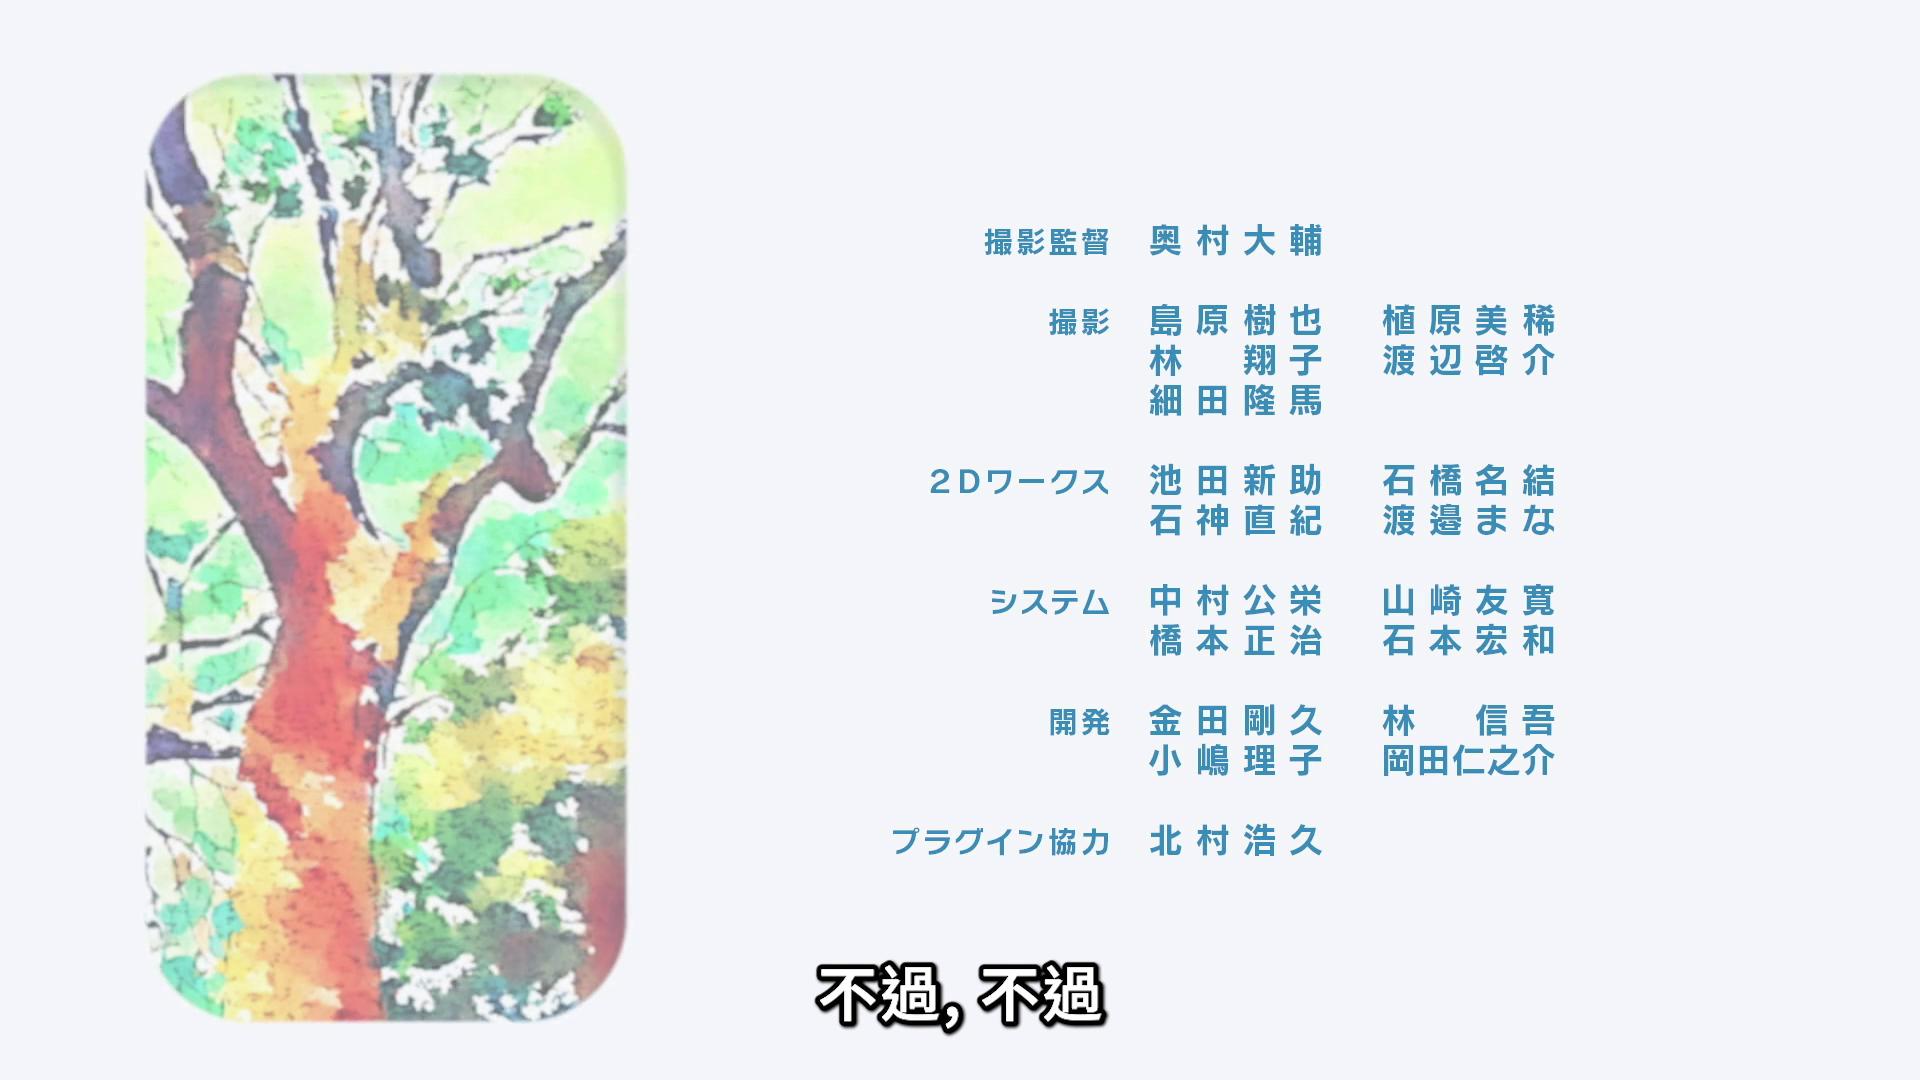 撮影監督 奥村大輔
撮影 島原樹也 植原美稀
林 翔子 渡辺啓介
細田隆馬
2Dワークス 池田新助 石橋名結
石神直紀 渡邉まな
システム 中村公栄 山崎友寛
橋本正治 石本宏和
開発 金田剛久 林 信吾
小嶋理子 岡田仁之介
プラグイン協力 北村浩久
不過, 不過